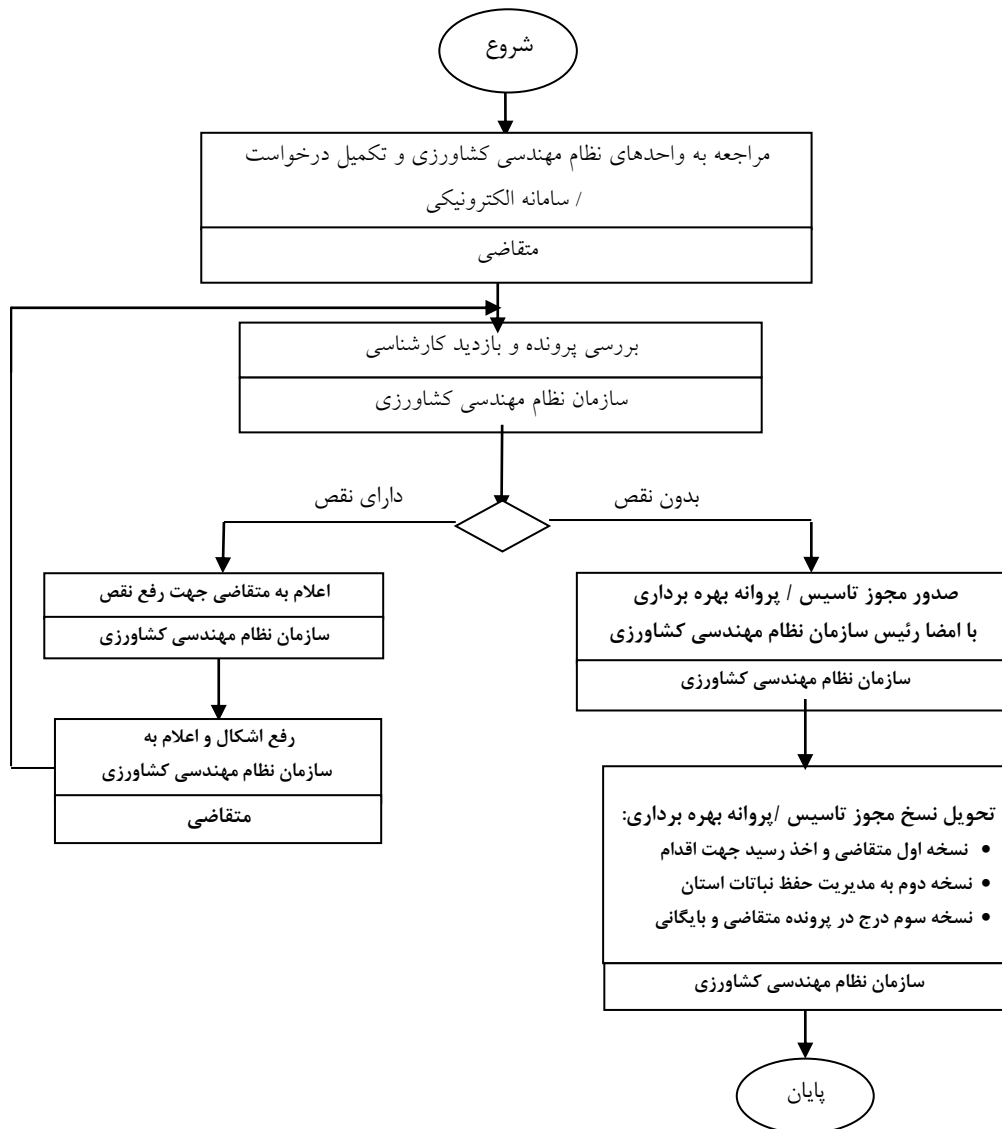 شروع
مراجعه به واحدهای نظام مهندسی کشاورزی و تکمیل درخواست
/ سامانه الکترونیکی
متقاضی
بررسی پرونده و بازدید کارشناسی
سازمان نظام مهندسی کشاورزی
بدون نقص
دارای نقص
صدور مجوز تاسیس / پروانه بهره برداری
با امضا رئیس سازمان نظام مهندسی کشاورزی
سازمان نظام مهندسی کشاورزی
اعلام به متقاضی جهت رفع نقص
سازمان نظام مهندسی کشاورزی
رفع اشکال و اعلام به
سازمان نظام مهندسی کشاورزی
متقاضی
تحویل نسخ مجوز تاسیس /پروانه بهره برداری:
• نسخه اول متقاضی و اخذ رسید جهت اقدام
• نسخه دوم به مدیریت حفظ نباتات استان
• نسخه سوم درج در پرونده متقاضی و بایگانی
سازمان نظام مهندسی کشاورزی
پایان